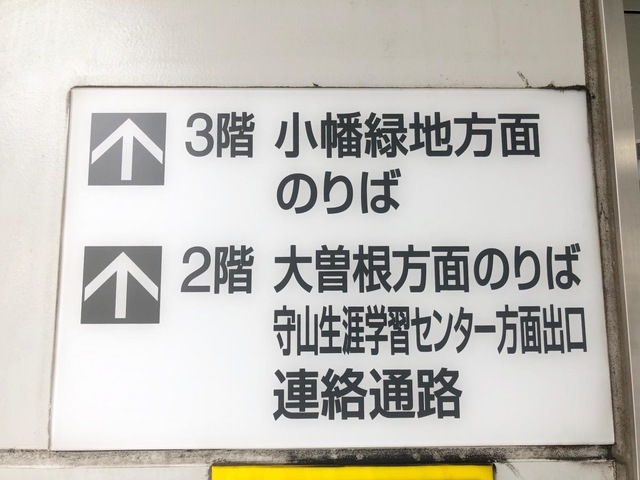 ↑ 3階 小幡緑地方面
のりば
↑ 2階 大曽根方面のりば
守山生涯学習センター方面出口
連絡通路